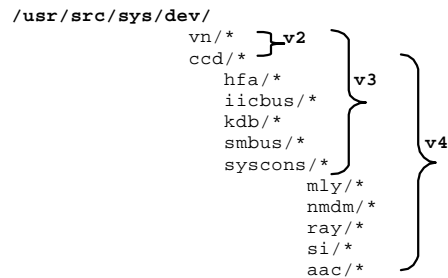 /usr/src/sys/dev/
vn/* v2
ccd/*
hfa/* v3
iicbus/*
kdb/*
smbus/* v4
syscons/*
mly/*
nmdm/*
ray/*
si/*
aac/*